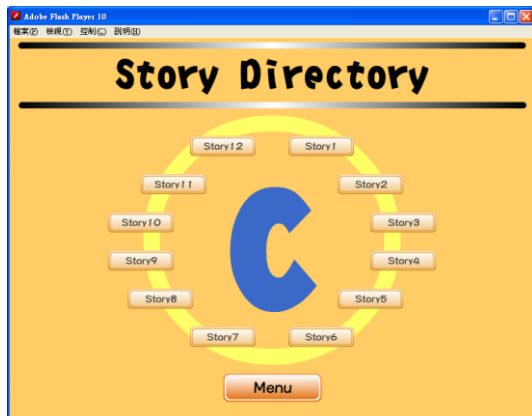 Adobe Flash Player 10
檔案(F) 檢視(V) 控制(C) 說明(H)
Story Directory
Story12 Story1
Story11 Story2
Story10 Story3
C
Story9 Story4
Story8 Story5
Story7 Story6
Menu